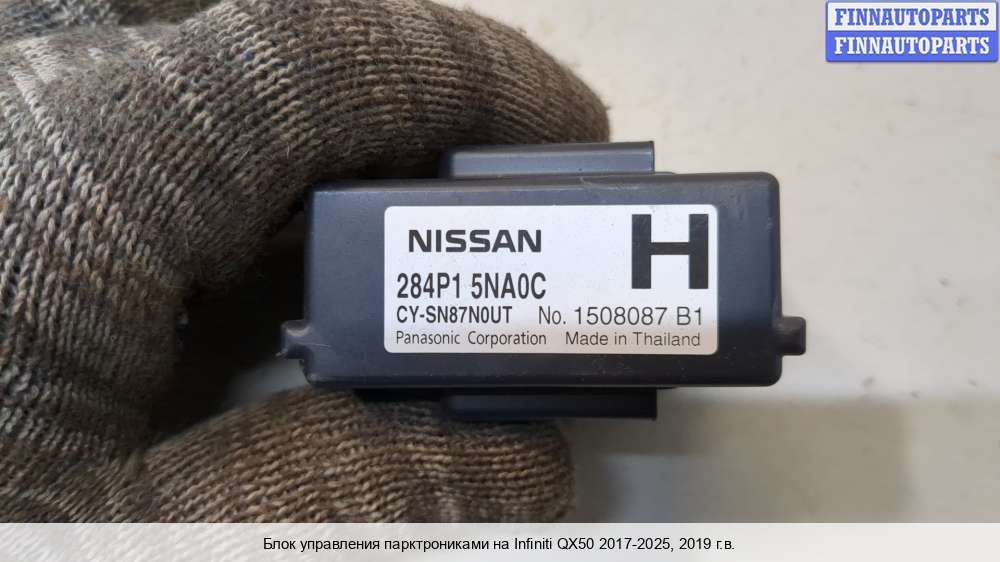 FINNAUTOPARTS
FINNAUTOPARTS
NISSAN
H
284P1 5NA0C
CY-SN87N0UT No. 1508087 B1
Panasonic Corporation Made in Thailand
Блок управления парктрониками на Infiniti QX50 2017-2025, 2019 г.в.